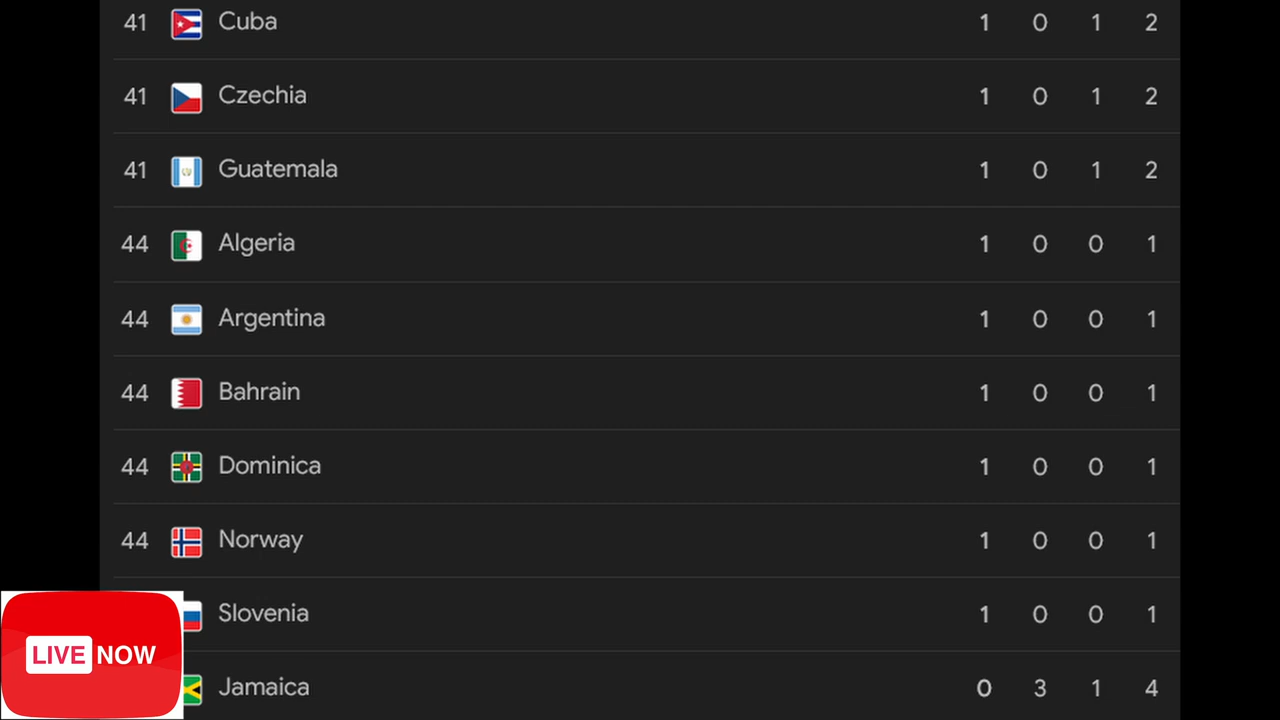 41 Cuba 1 0 1 2
41 Czechia 1 0 1 2
41 Guatemala 1 0 1 2
44 Algeria 1 0 0 1
44 Argentina 1 0 0 1
44 Bahrain 1 0 0 1
44 Dominica 1 0 0 1
44 Norway 1 0 0 1
Slovenia 1 0 0 1
LIVE NOW
Jamaica 0 3 1 4